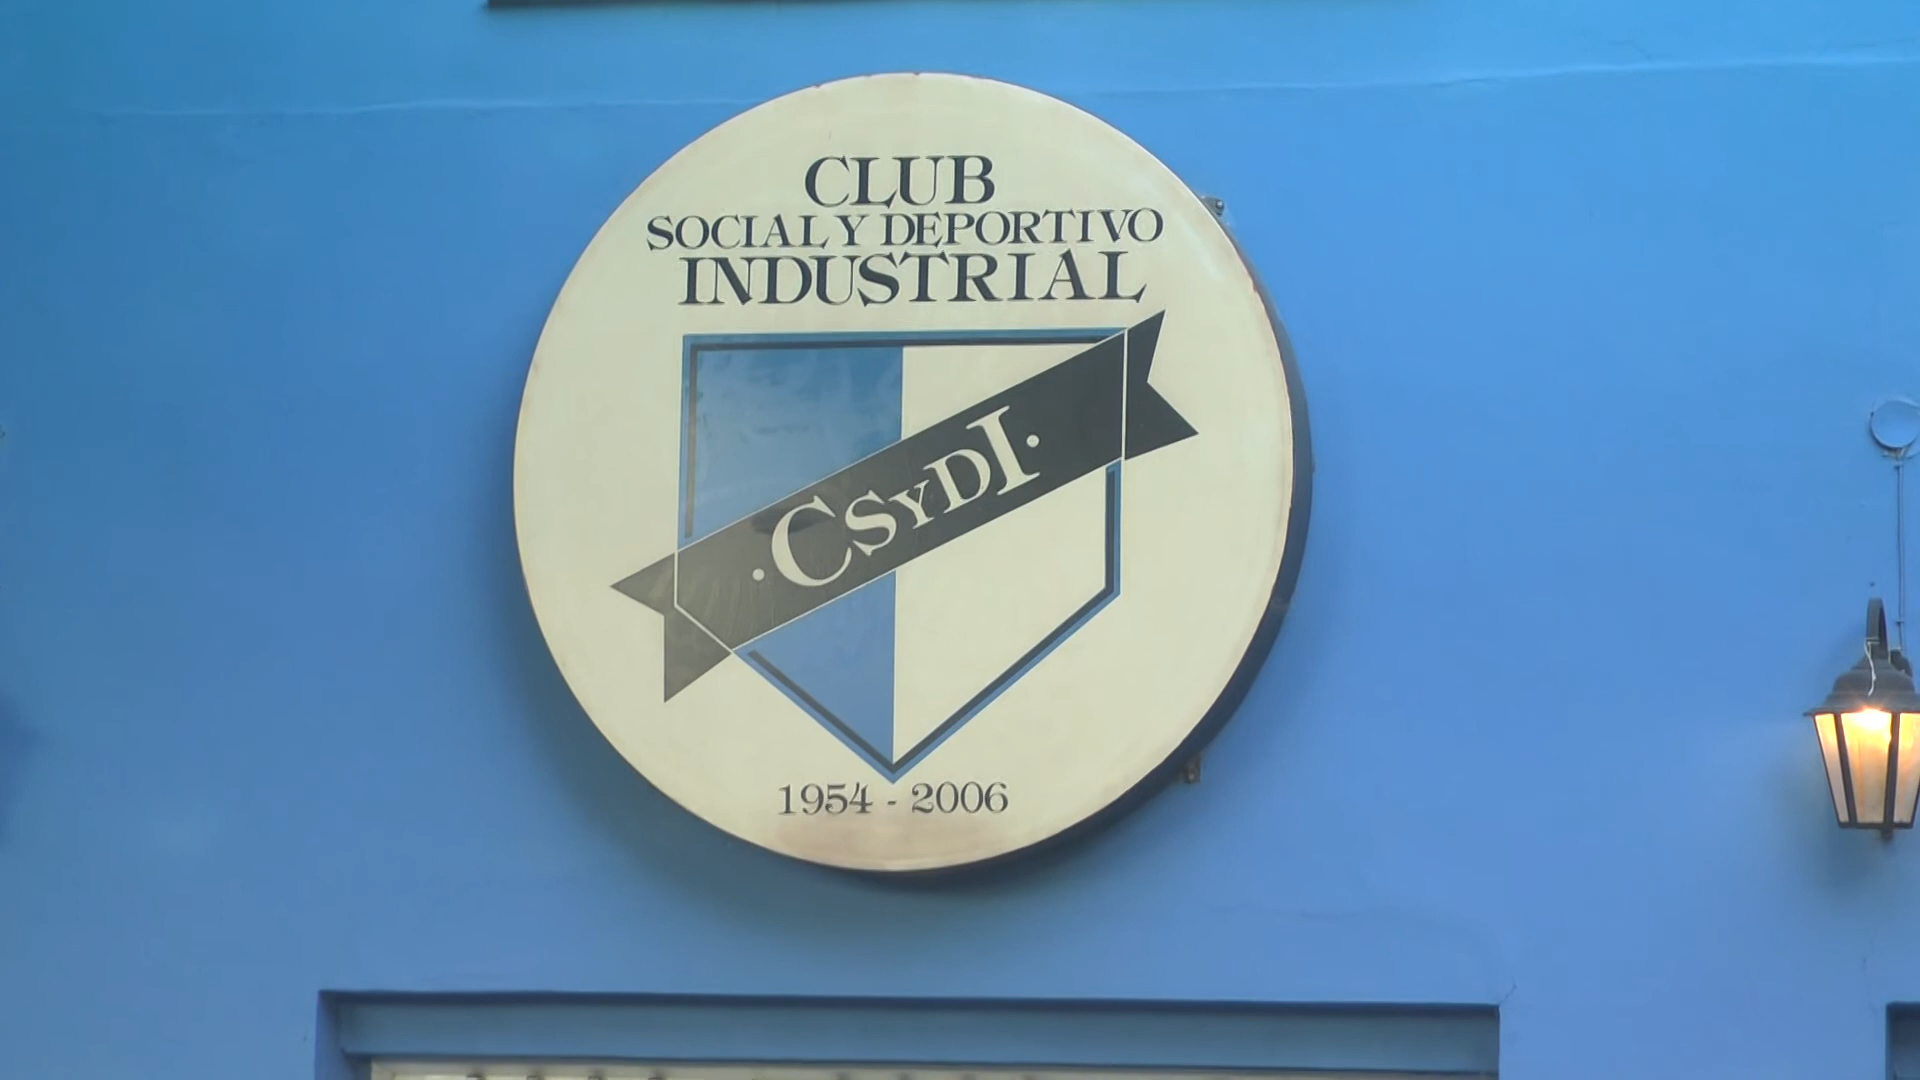 CLUB
SOCIAL Y DEPORTIVO
INDUSTRIAL
·CSyDI·
1954 - 2006